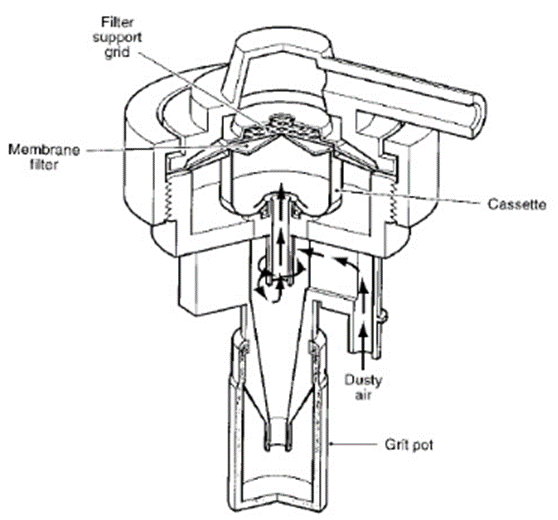 Filter
support
grid
Membrane
filter
Cassette
Dusty
air
Grit pot